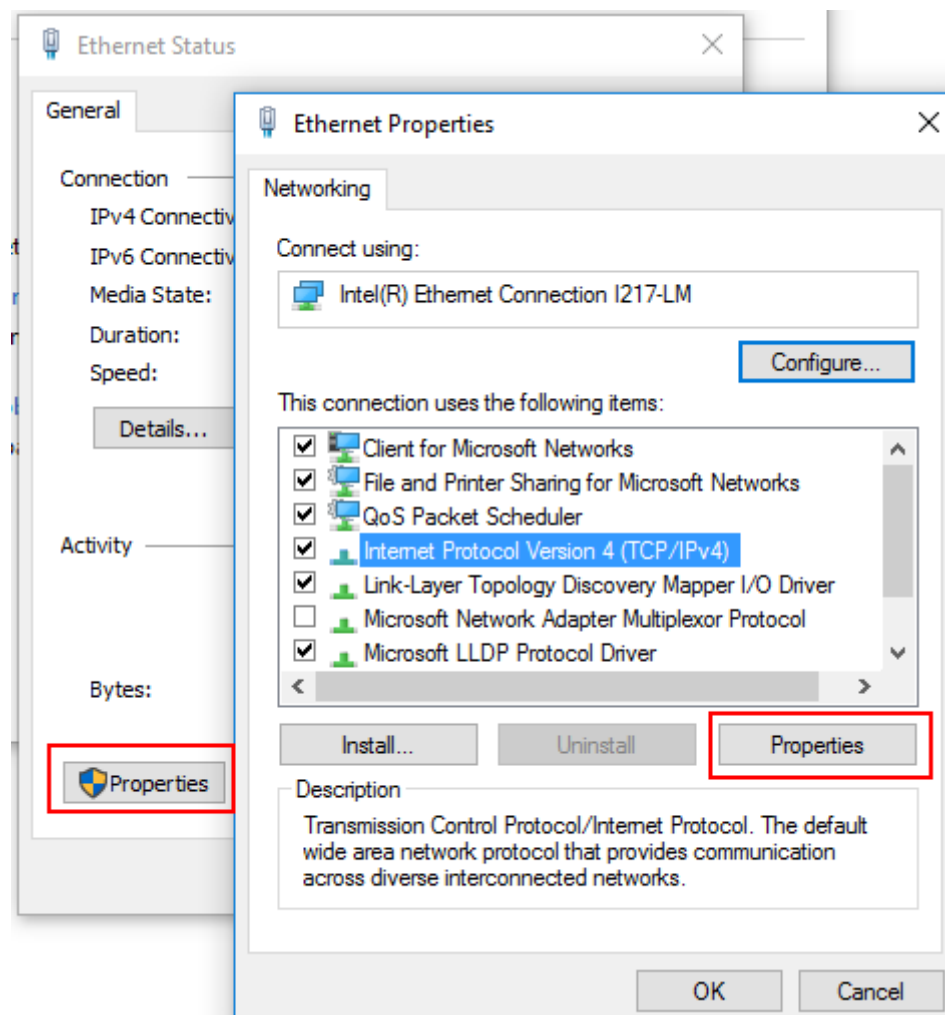 Ethernet Status
General
Connection
IPv4 Connectiv
IPv6 Connectiv
Media State:
Duration:
Speed:
Details...
Activity
Bytes:
Properties
Ethernet Properties
Networking
Connect using:
Intel(R) Ethernet Connection I217-LM
Configure...
This connection uses the following items:
Client for Microsoft Networks
File and Printer Sharing for Microsoft Networks
QoS Packet Scheduler
Internet Protocol Version 4 (TCP/IPv4)
Link-Layer Topology Discovery Mapper I/O Driver
Microsoft Network Adapter Multiplexor Protocol
Microsoft LLDP Protocol Driver
Install...
Uninstall
Properties
Description
Transmission Control Protocol/Internet Protocol. The default
wide area network protocol that provides communication
across diverse interconnected networks.
OK
Cancel